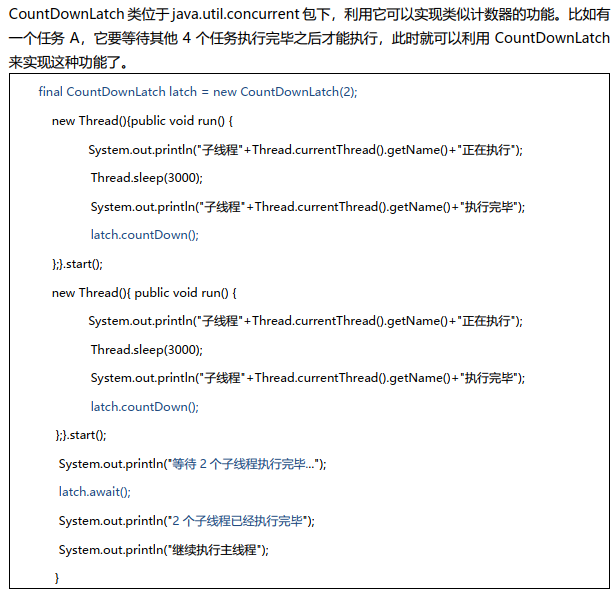 CountDownLatch 类位于 java.util.concurrent 包下，利用它可以实现类似计数器的功能。比如有
一个任务 A，它要等待其他 4 个任务执行完毕之后才能执行，此时就可以利用 CountDownLatch
来实现这种功能了。
final CountDownLatch latch = new CountDownLatch(2);
new Thread(){public void run() {
System.out.println("子线程"+Thread.currentThread().getName()+"正在执行");
Thread.sleep(3000);
System.out.println("子线程"+Thread.currentThread().getName()+"执行完毕");
latch.countDown();
};}.start();
new Thread(){ public void run() {
System.out.println("子线程"+Thread.currentThread().getName()+"正在执行");
Thread.sleep(3000);
System.out.println("子线程"+Thread.currentThread().getName()+"执行完毕");
latch.countDown();
};}.start();
System.out.println("等待 2 个子线程执行完毕...");
latch.await();
System.out.println("2 个子线程已经执行完毕");
System.out.println("继续执行主线程");
}